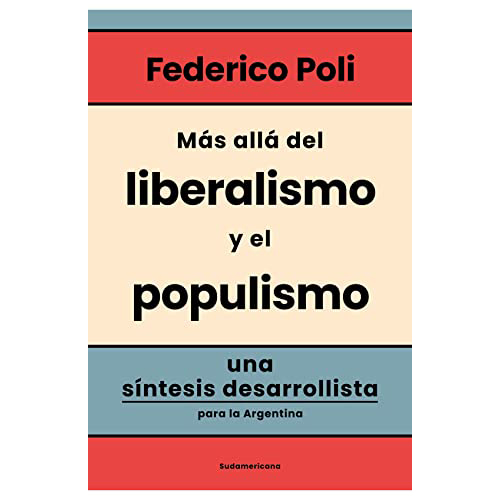 Federico Poli
Más allá del
liberalismo
y el
populismo
una
síntesis desarrollista
para la Argentina
Sudamericana